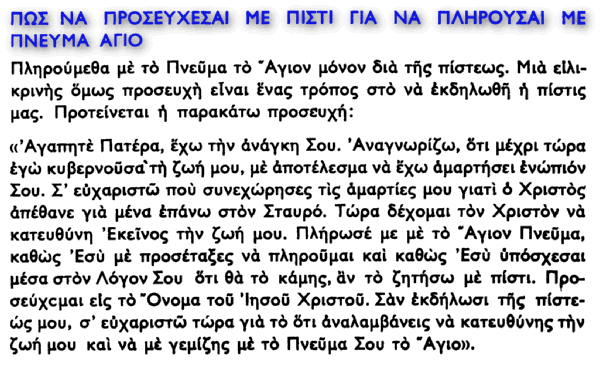 ΠΩΣ ΝΑ ΠΡΟΣΕΥΧΕΣΑΙ ΜΕ ΠΙΣΤΙ ΓΙΑ ΝΑ ΠΛΗΡΟΥΣΑΙ ΜΕ
ΠΝΕΥΜΑ ΑΓΙΟ
Πληρούμεθα μὲ τὸ Πνεῦμα τὸ Ἅγιον μόνον διὰ τῆς πίστεως. Μιὰ εἰλι-
κρινὴς ὅμως προσευχὴ εἶναι ἕνας τρόπος στὸ νὰ ἐκδηλωθῆ ἡ πίστις
μας. Προτείνεται ἡ παρακάτω προσευχή:
«Ἀγαπητὲ Πατέρα, ἔχω τὴν ἀνάγκη Σου. Ἀναγνωρίζω, ὅτι μέχρι τώρα
ἐγὼ κυβερνοῦσα τὴ ζωή μου, μὲ ἀποτέλεσμα νὰ ἔχω ἁμαρτήσει ἐνώπιόν
Σου. Σ' εὐχαριστῶ ποὺ συνεχώρησες τὶς ἁμαρτίες μου γιατὶ ὁ Χριστὸς
ἀπέθανε γιὰ μένα ἐπάνω στὸν Σταυρό. Τώρα δέχομαι τὸν Χριστὸν νὰ
κατευθύνη Ἐκεῖνος τὴν ζωή μου. Πλήρωσέ με μὲ τὸ Ἅγιον Πνεῦμα,
καθὼς Ἐσὺ μὲ προσέταξες νὰ πληροῦμαι καὶ καθὼς Ἐσὺ ὑπόσχεσαι
μέσα στὸν Λόγον Σου ὅτι θὰ τὸ κάμης, ἂν τὸ ζητήσω μὲ πίστι. Προ-
σεύχομαι εἰς τὸ Ὄνομα τοῦ Ἰησοῦ Χριστοῦ. Σὰν ἐκδήλωσι τῆς πίστε-
ώς μου, σ' εὐχαριστῶ τώρα γιὰ τὸ ὅτι ἀναλαμβάνεις νὰ κατευθύνης τὴν
ζωή μου καὶ νὰ μὲ γεμίζης μὲ τὸ Πνεῦμα Σου τὸ Ἅγιο».